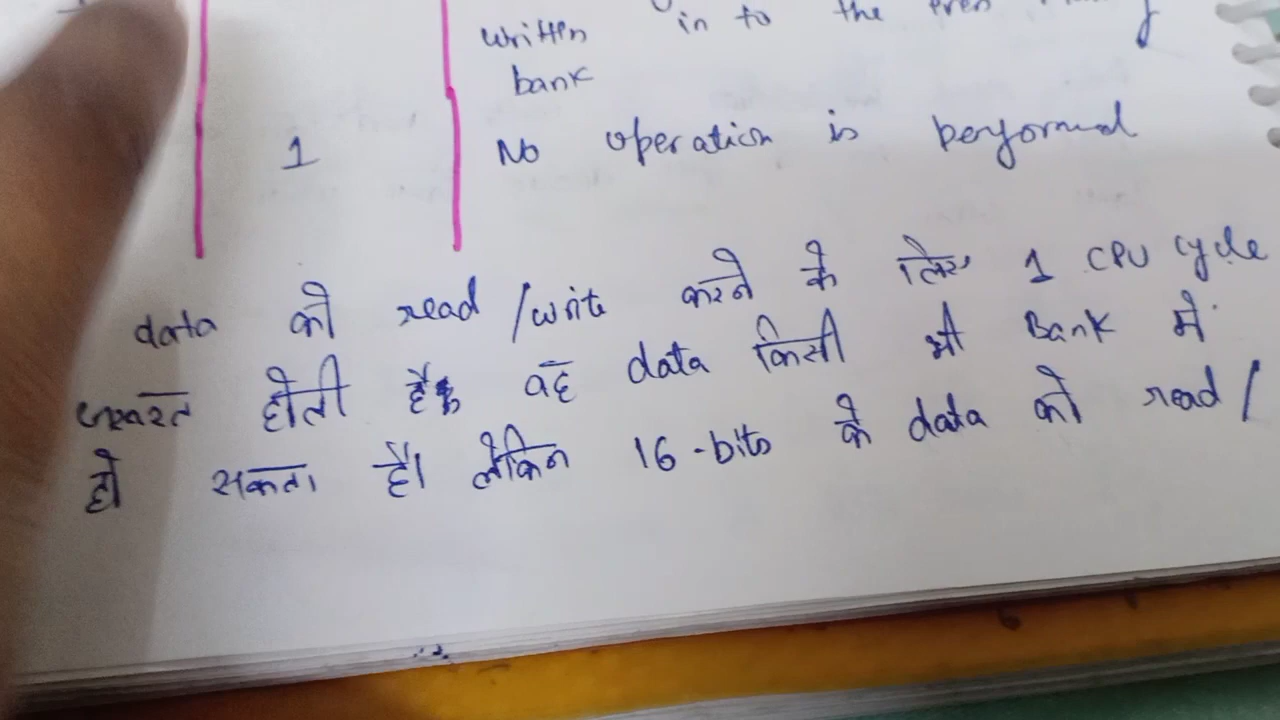 written in to the even
bank
1 No operation is performed
data को read /write करने के लिए 1 CPU cycle
होती है वह data किसी भी Bank में
हो सकता है। लेकिन 16-bits के data को read /